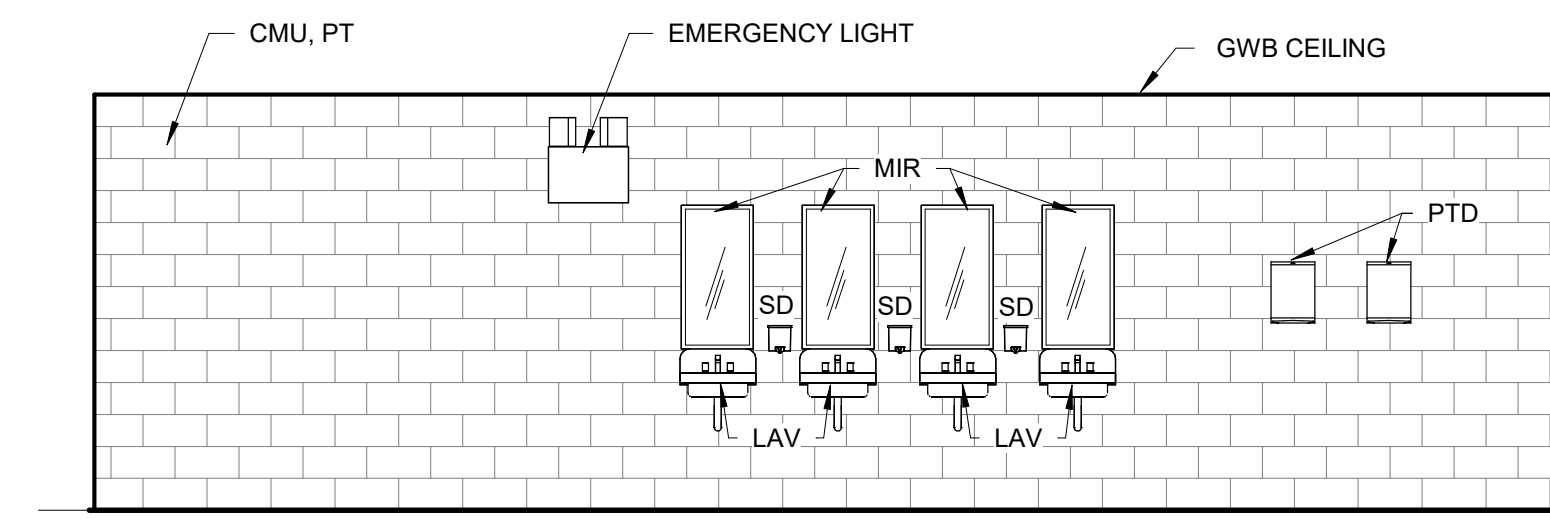 CMU, PT
EMERGENCY LIGHT
GWB CEILING
MIR
PTD
SD
SD
SD
LAV
LAV